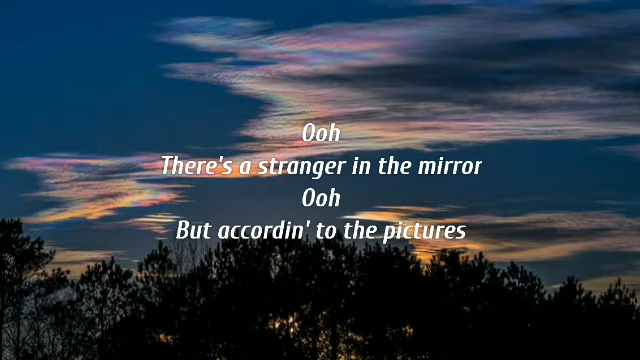 Ooh
There's a stranger in the mirror
Ooh
But accordin' to the pictures